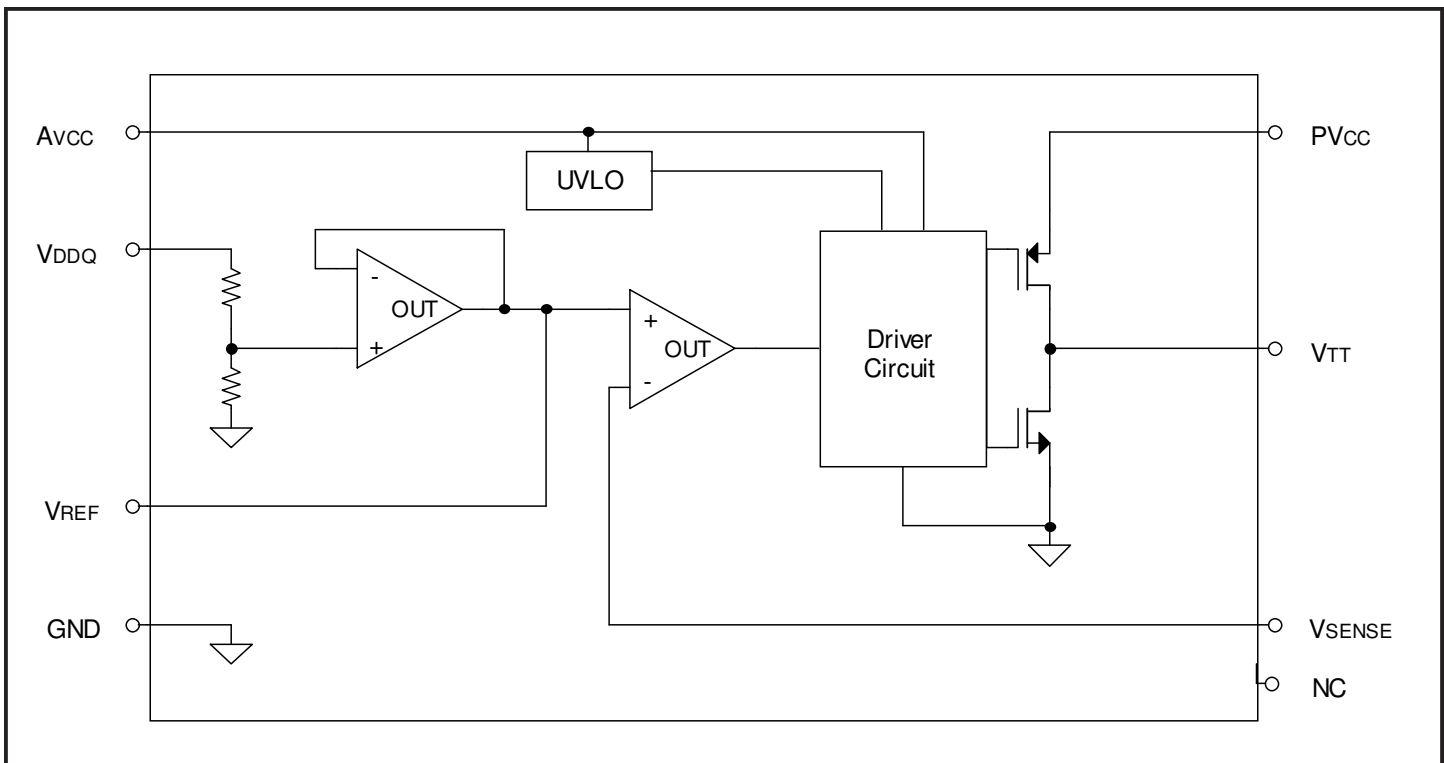 AVCC
PVCC
UVLO
VDDQ
-
OUT
+
+
OUT
-
Driver
Circuit
VTT
VREF
GND
VSENSE
NC